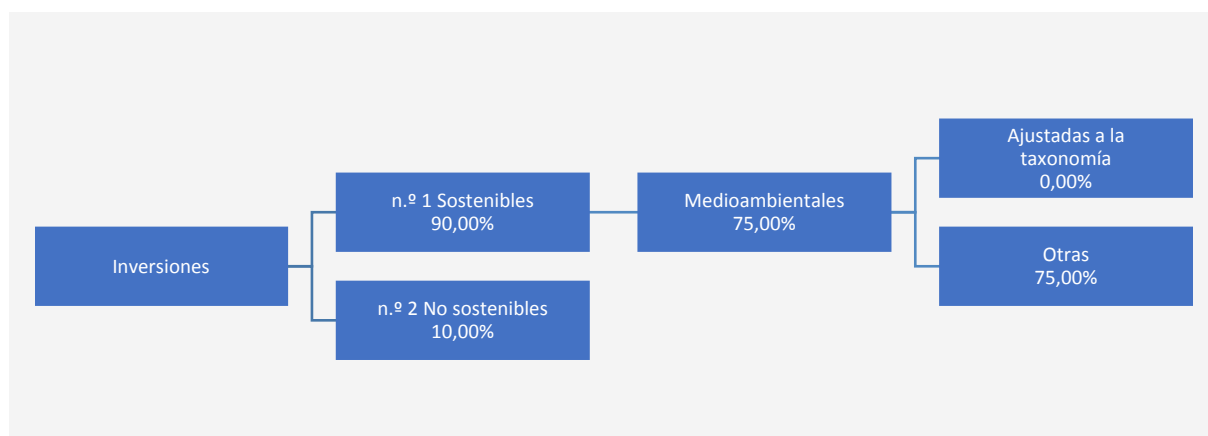 Inversiones
n.º 1 Sostenibles
90,00%
n.º 2 No sostenibles
10,00%
Medioambientales
75,00%
Ajustadas a la
taxonomía
0,00%
Otras
75,00%